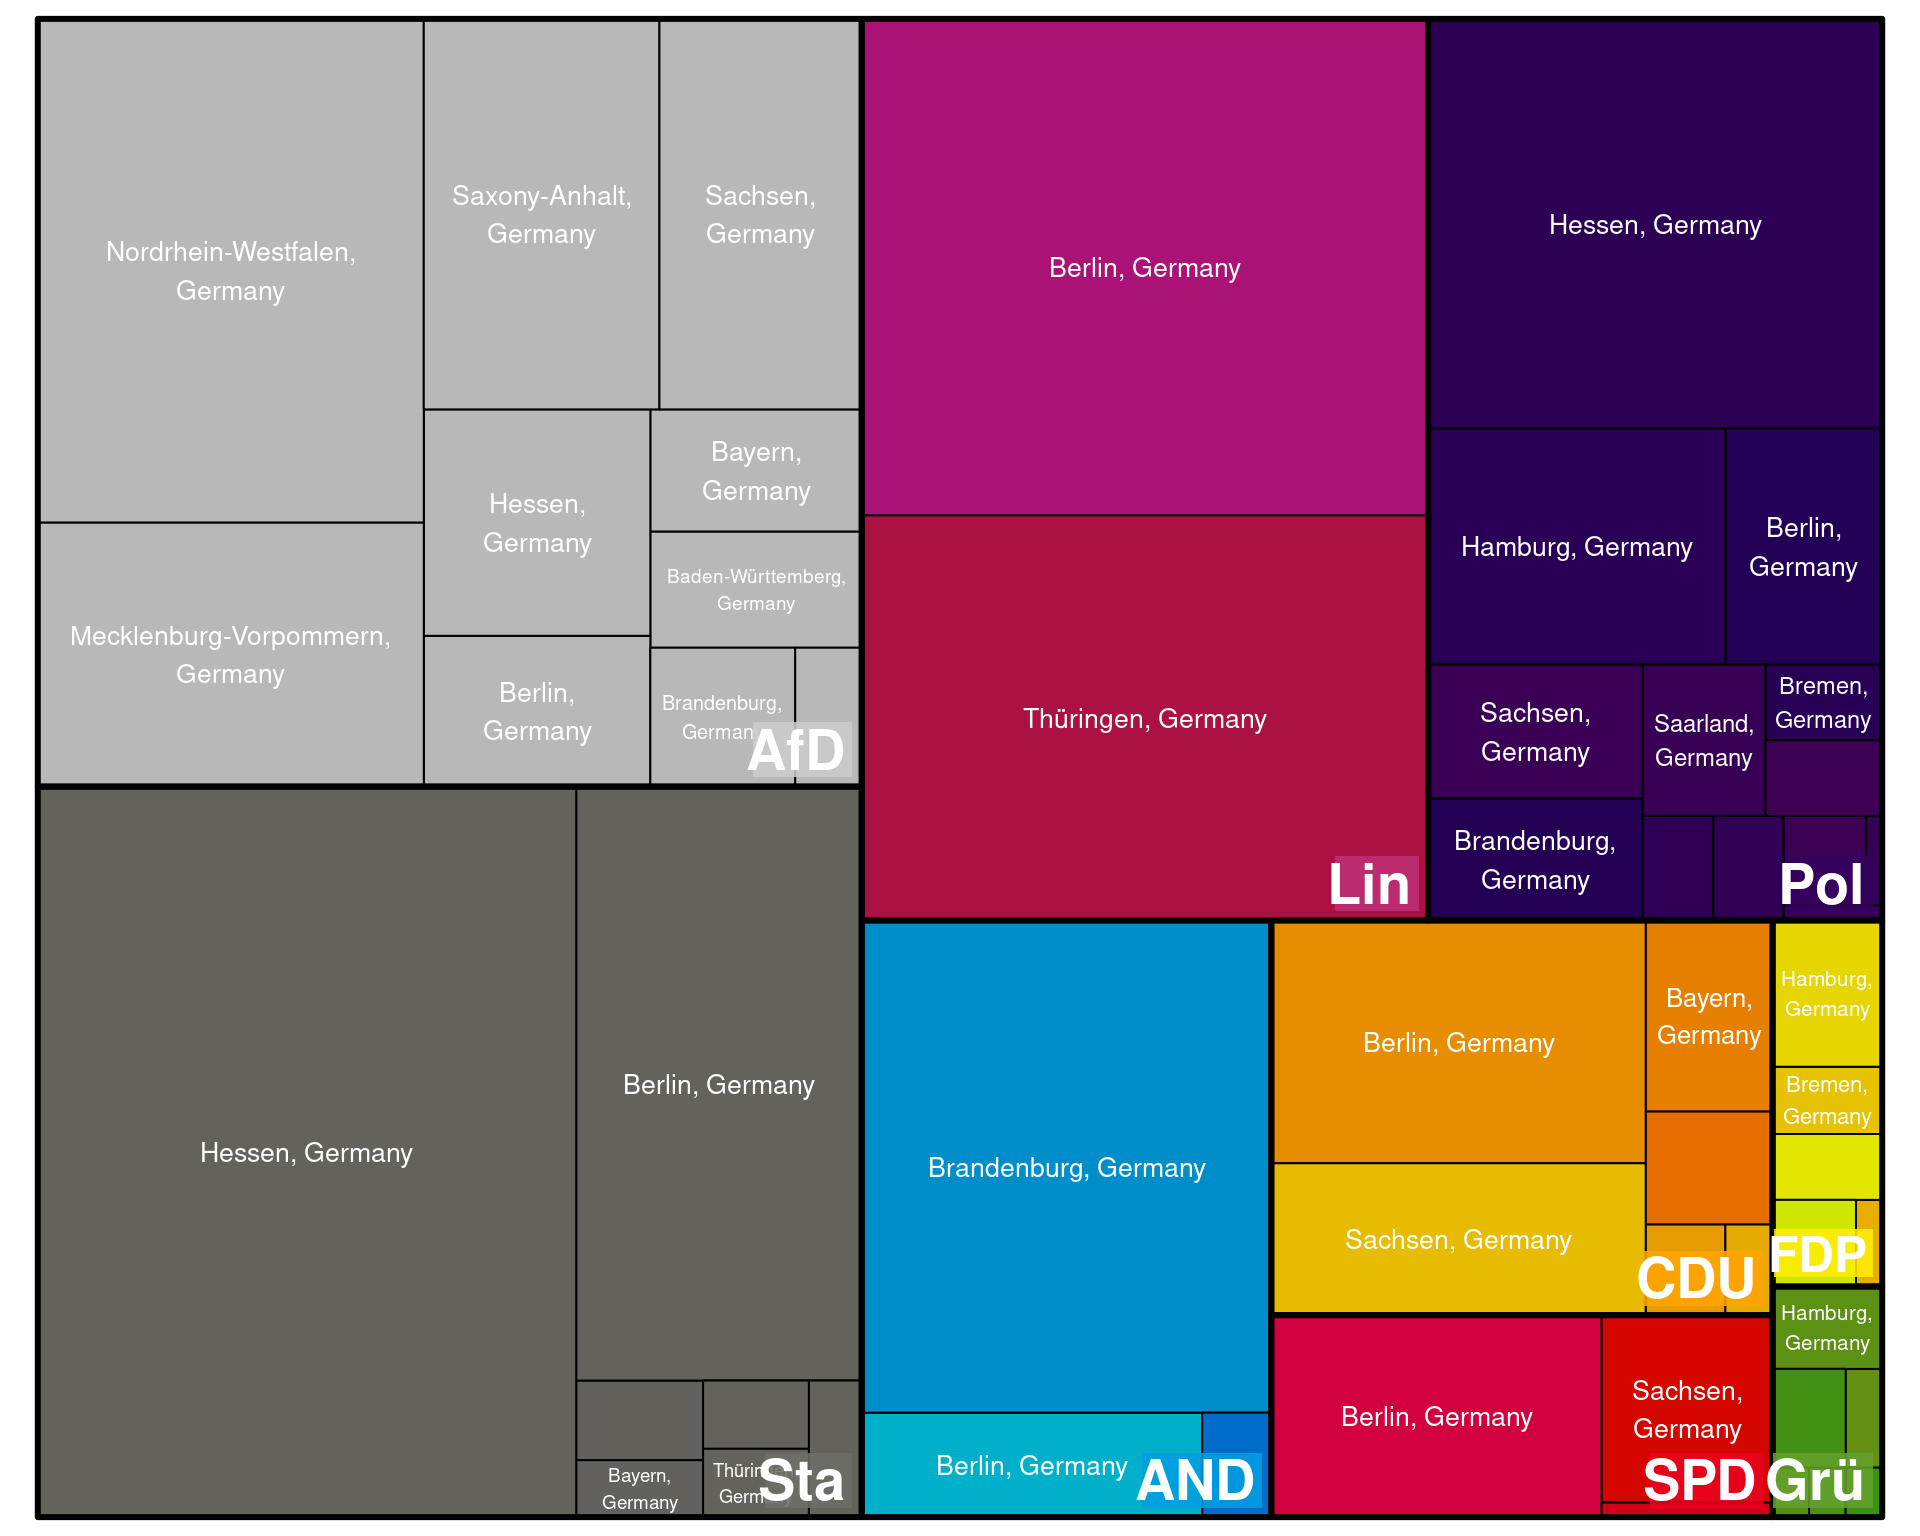 Nordrhein-Westfalen,
Germany
Saxony-Anhalt,
Germany
Sachsen,
Germany
Hessen,
Germany
Bayern,
Germany
Baden-Württemberg,
Germany
Mecklenburg-Vorpommern,
Germany
Berlin,
Germany
Brandenburg,
AfD
Berlin, Germany
Thüringen, Germany
Lin
Hessen, Germany
Hamburg, Germany
Berlin,
Germany
Sachsen,
Germany
Saarland,
Germany
Bremen,
Germany
Brandenburg,
Germany
Pol
Hessen, Germany
Berlin, Germany
Bayern,
Germany
Sta
Brandenburg, Germany
Berlin, Germany
AND
Berlin, Germany
Bayern,
Germany
Sachsen, Germany
CDU
Hamburg,
Germany
Bremen,
Germany
FDP
Berlin, Germany
Sachsen,
Germany
SPD
Hamburg,
Germany
Grü